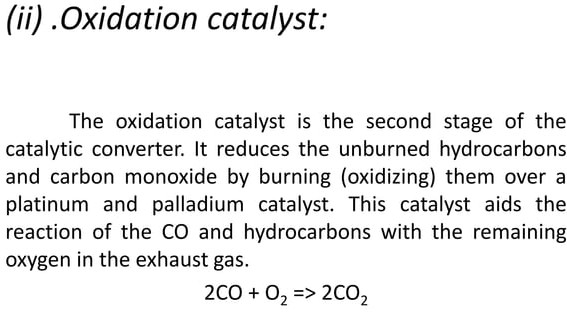 (ii) .Oxidation catalyst:
The oxidation catalyst is the second stage of the
catalytic converter. It reduces the unburned hydrocarbons
and carbon monoxide by burning (oxidizing) them over a
platinum and palladium catalyst. This catalyst aids the
reaction of the CO and hydrocarbons with the remaining
oxygen in the exhaust gas.
2CO + O₂ => 2CO₂